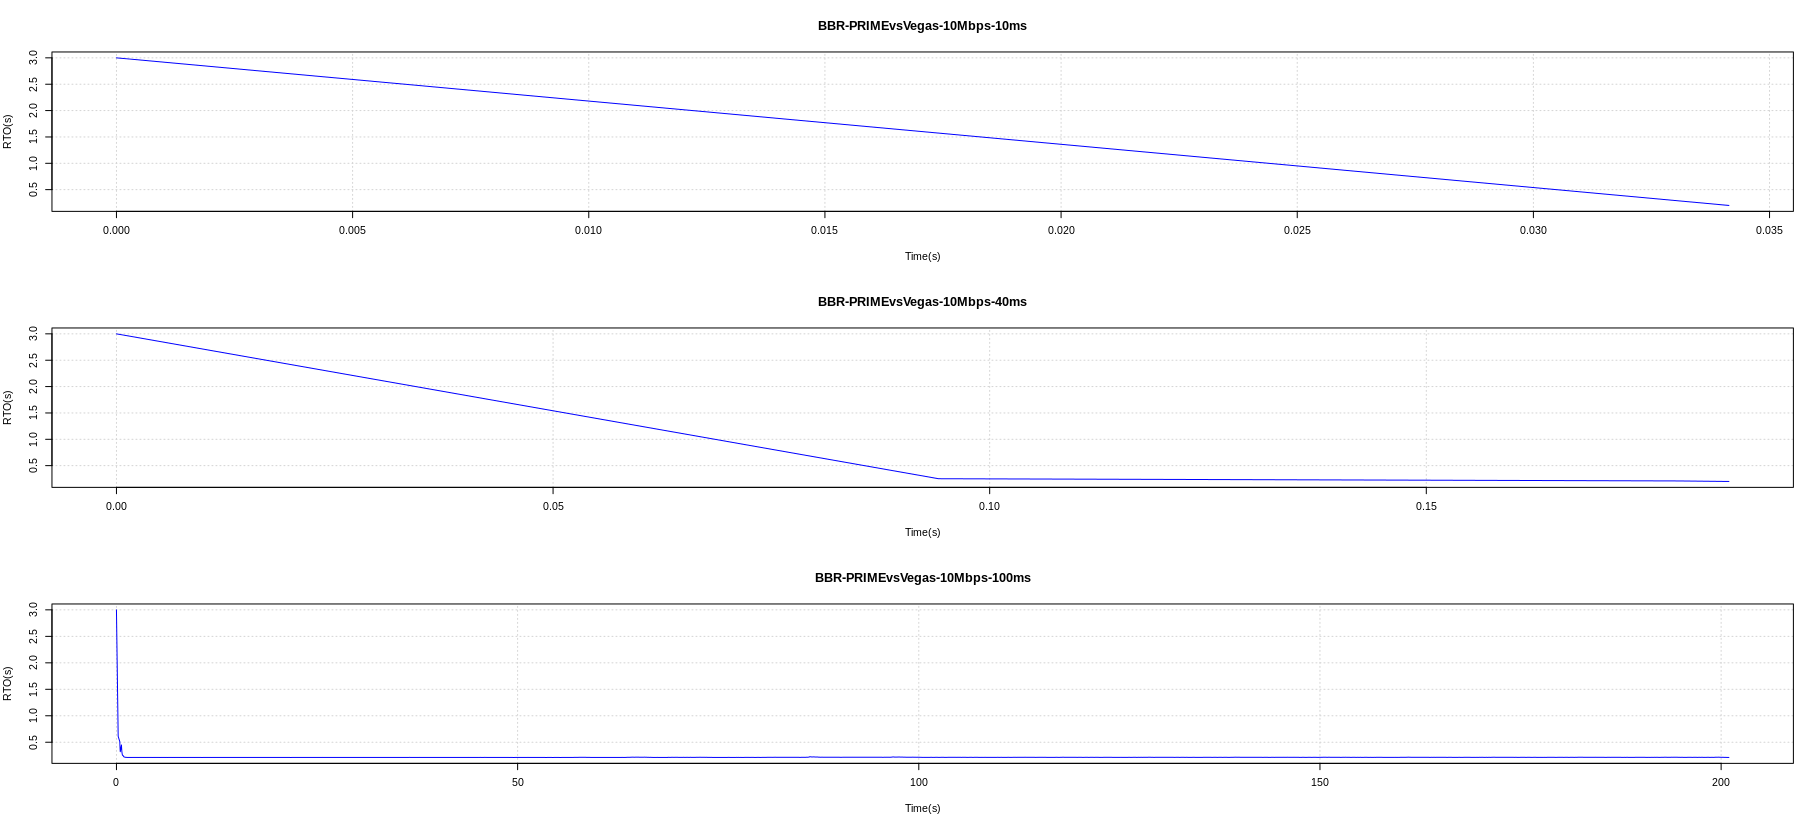 BBR-PRIMEvsVegas-10Mbps-10ms
RTO(s)
3.0
2.5
2.0
1.5
1.0
0.5
0.000 0.005 0.010 0.015 0.020 0.025 0.030 0.035
Time(s)
BBR-PRIMEvsVegas-10Mbps-40ms
RTO(s)
3.0
2.5
2.0
1.5
1.0
0.5
0.00 0.05 0.10 0.15
Time(s)
BBR-PRIMEvsVegas-10Mbps-100ms
RTO(s)
3.0
2.5
2.0
1.5
1.0
0.5
0 50 100 150 200
Time(s)